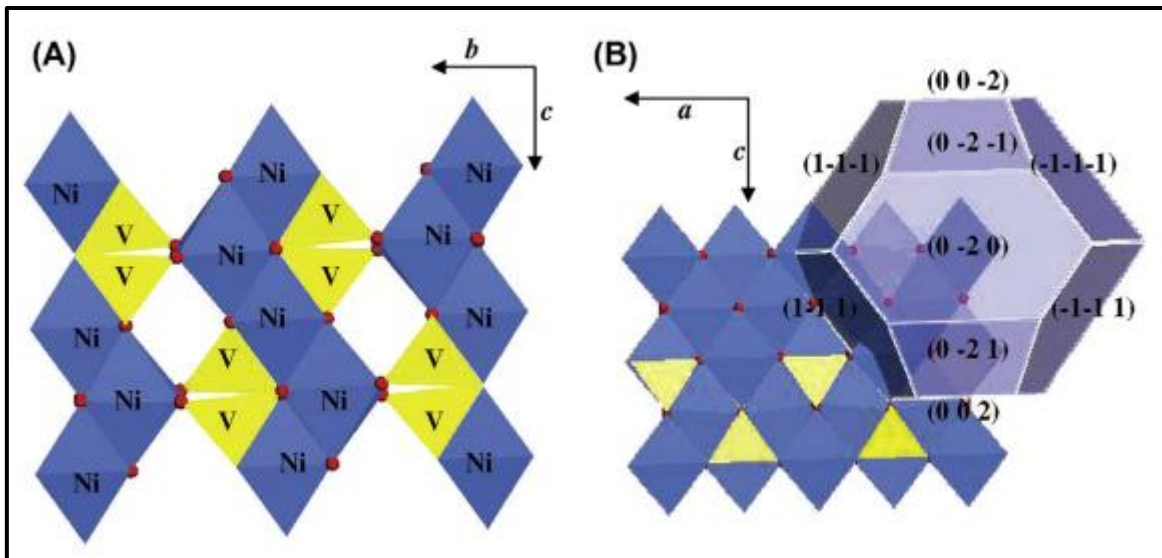 (A)
b
c
Ni
Ni
V
V
Ni
V
V
Ni
Ni
Ni
Ni
V
V
Ni
V
V
Ni
Ni
Ni
Ni
Ni
(B)
a
c
(0 0 -2)
(0 -2 -1)
(1-1-1)
(-1-1-1)
(0 -2 0)
(1-1 1)
(-1-1 1)
(0 -2 1)
(0 0 2)